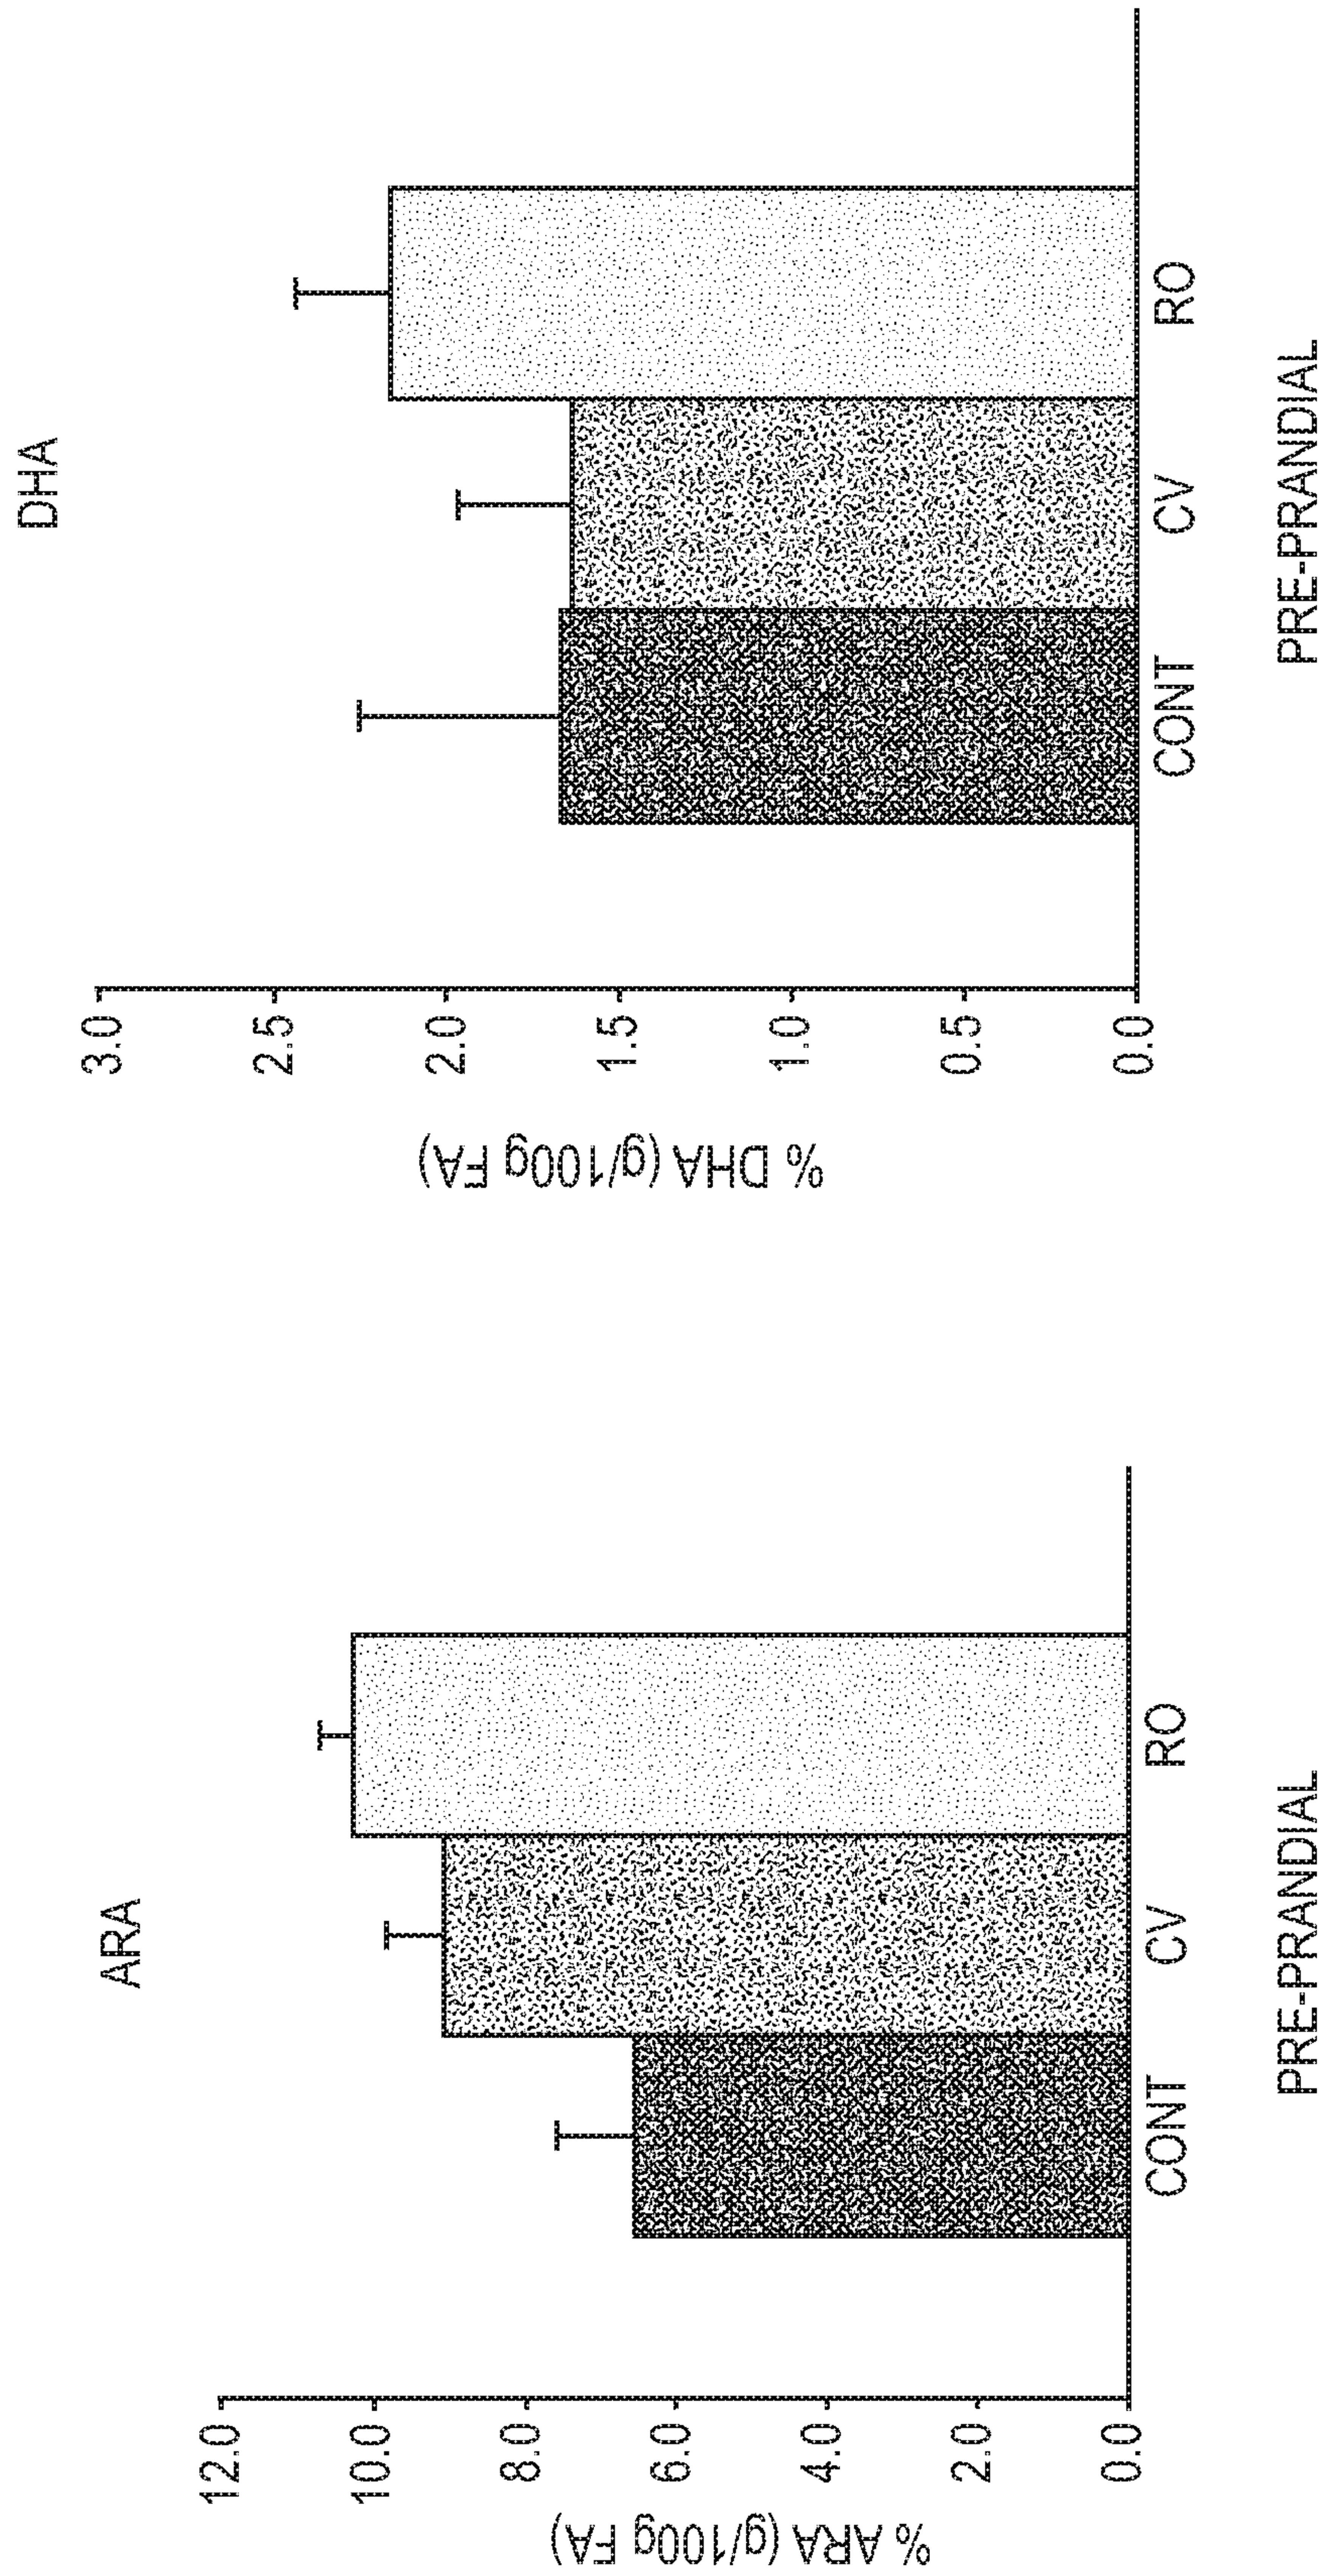 ARA
% ARA (g/100g FA)
12.0
10.0
8.0
6.0
4.0
2.0
0.0
CONT CV RO
PRE-PRANDIAL
DHA
% DHA (g/100g FA)
3.0
2.5
2.0
1.5
1.0
0.5
0.0
CONT CV RO
PRE-PRANDIAL